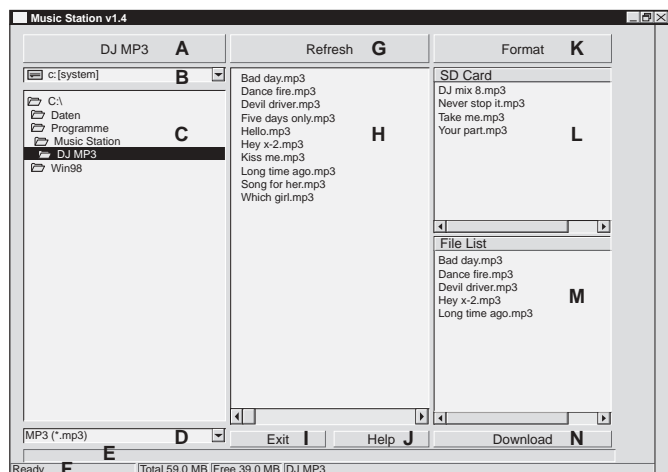 Music Station v1.4
DJ MP3 A
Refresh G
Format K
c:[system] B
C:\
Daten
Programme
Music Station
DJ MP3
Win98
C
MP3 (*.mp3) D
E
Bad day.mp3
Dance fire.mp3
Devil driver.mp3
Five days only.mp3
Hello.mp3
Hey x-2.mp3
Kiss me.mp3
Long time ago.mp3
Song for her.mp3
Which girl.mp3
H
Exit I
Help J
SD Card
DJ mix 8.mp3
Never stop it.mp3
Take me.mp3
Your part.mp3
L
File List
Bad day.mp3
Dance fire.mp3
Devil driver.mp3
Hey x-2.mp3
Long time ago.mp3
M
Download N
Ready F Total 59.0 MB Free 39.0 MB DJ MP3